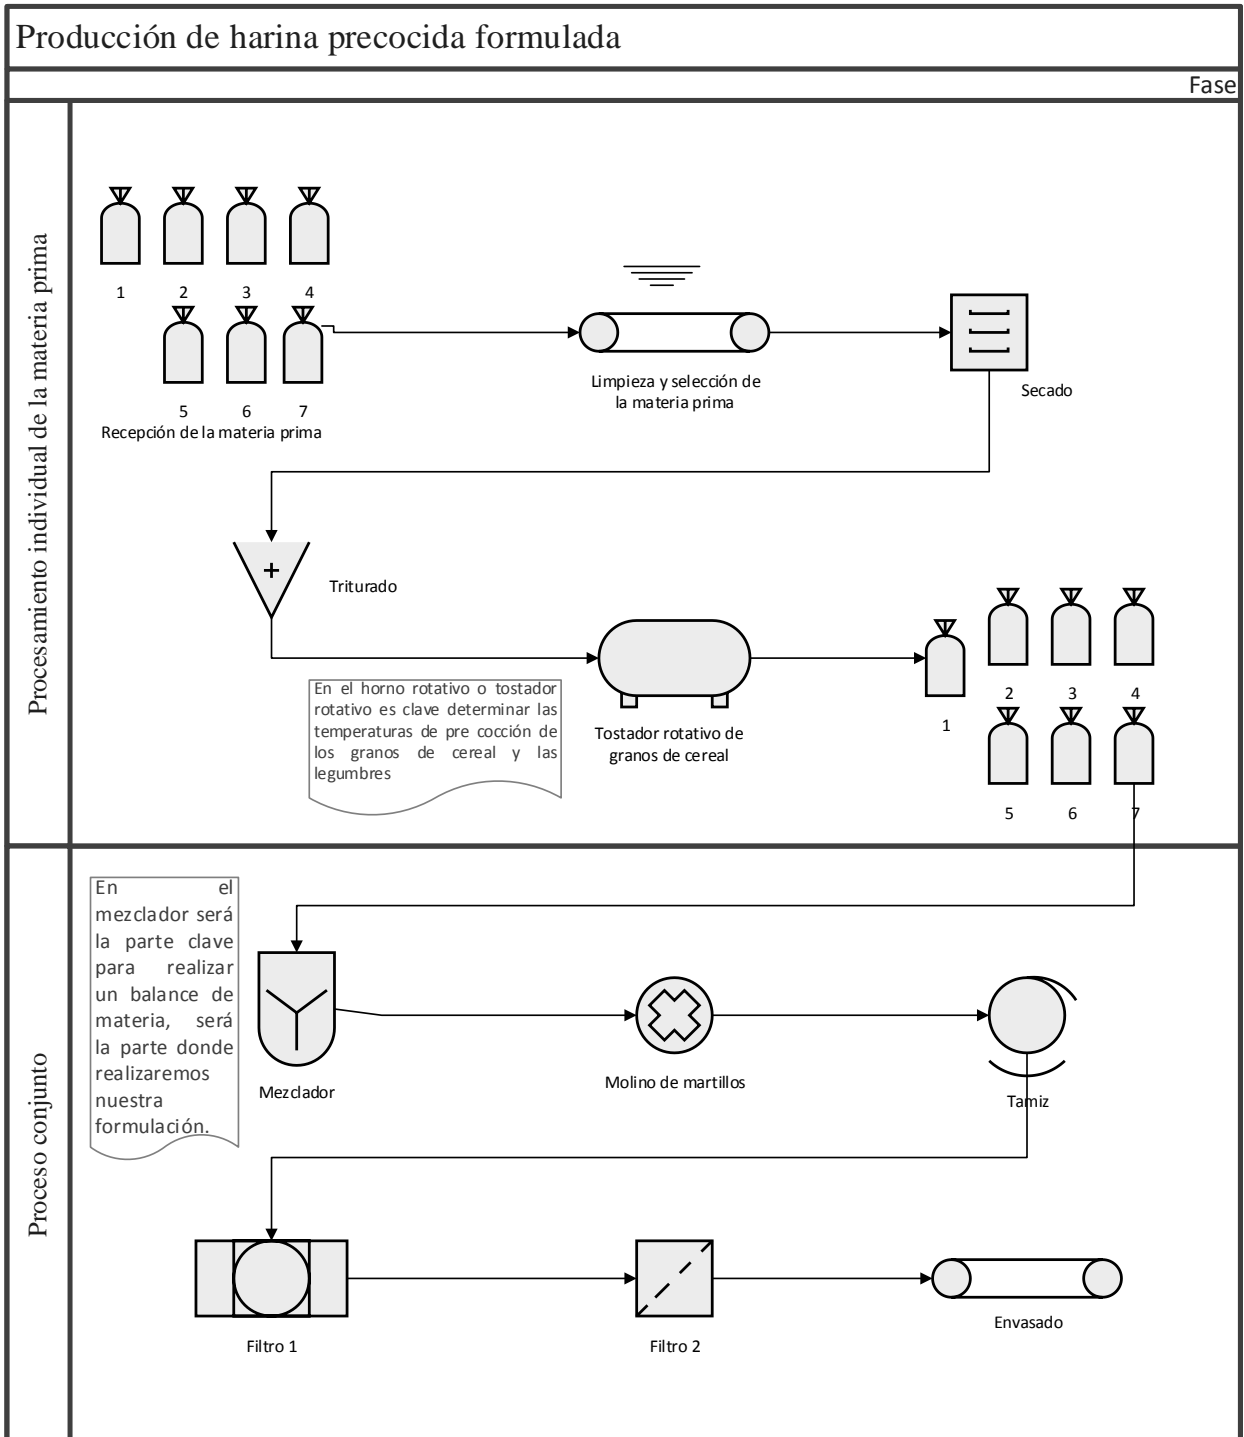 Producción de harina precocida formulada
Fase
Procesamiento individual de la materia prima
1 2 3 4
5 6 7
Recepción de la materia prima
Limpieza y selección de
la materia prima
Secado
Triturado
En el horno rotativo o tostador
rotativo es clave determinar las
temperaturas de pre cocción de
los granos de cereal y las
legumbres
Tostador rotativo de
granos de cereal
1
2 3 4
5 6 7
Proceso conjunto
En el
mezclador será
la parte clave
para realizar
un balance de
materia, será
la parte donde
realizaremos
nuestra
formulación.
Mezclador
Molino de martillos
Tamiz
Filtro 1
Filtro 2
Envasado